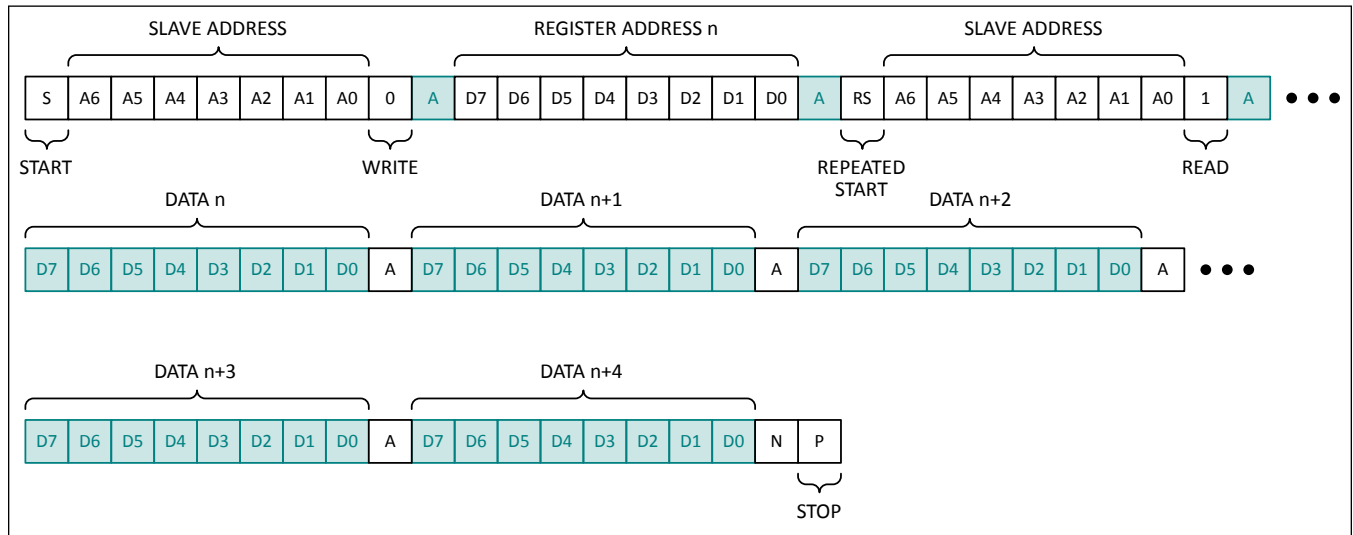 SLAVE ADDRESS REGISTER ADDRESS n SLAVE ADDRESS
S A6 A5 A4 A3 A2 A1 A0 0 A D7 D6 D5 D4 D3 D2 D1 D0 A RS A6 A5 A4 A3 A2 A1 A0 1 A
START WRITE REPEATED START READ
DATA n DATA n+1 DATA n+2
D7 D6 D5 D4 D3 D2 D1 D0 A D7 D6 D5 D4 D3 D2 D1 D0 A D7 D6 D5 D4 D3 D2 D1 D0 A
DATA n+3 DATA n+4
D7 D6 D5 D4 D3 D2 D1 D0 A D7 D6 D5 D4 D3 D2 D1 D0 N P
STOP